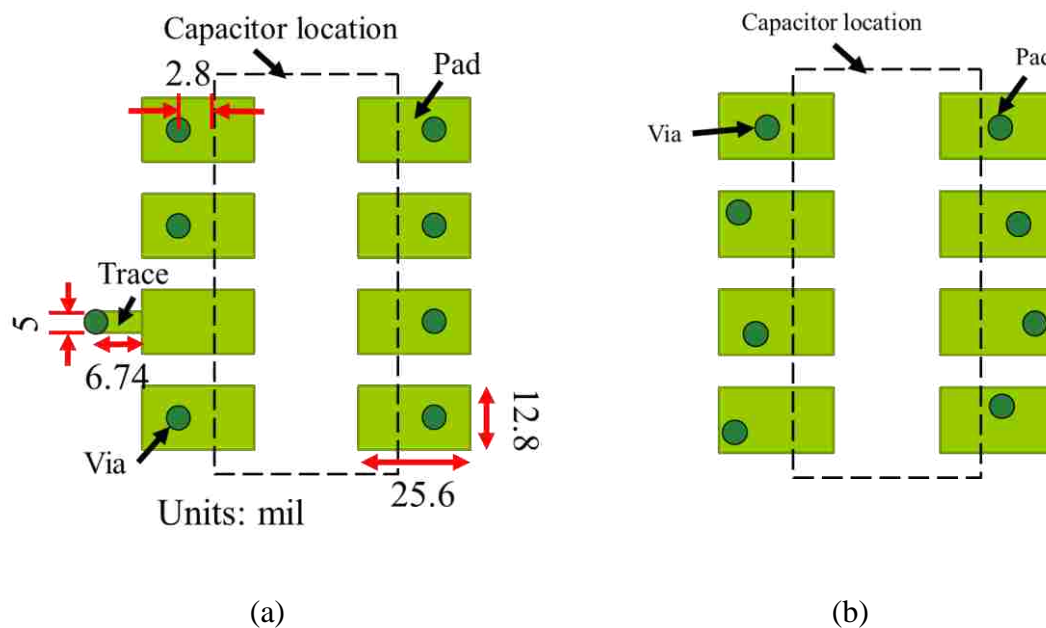 Capacitor location
2.8
Pad
Trace
5
6.74
Via
12.8
25.6
Units: mil
(a)
Capacitor location
Pad
Via
(b)